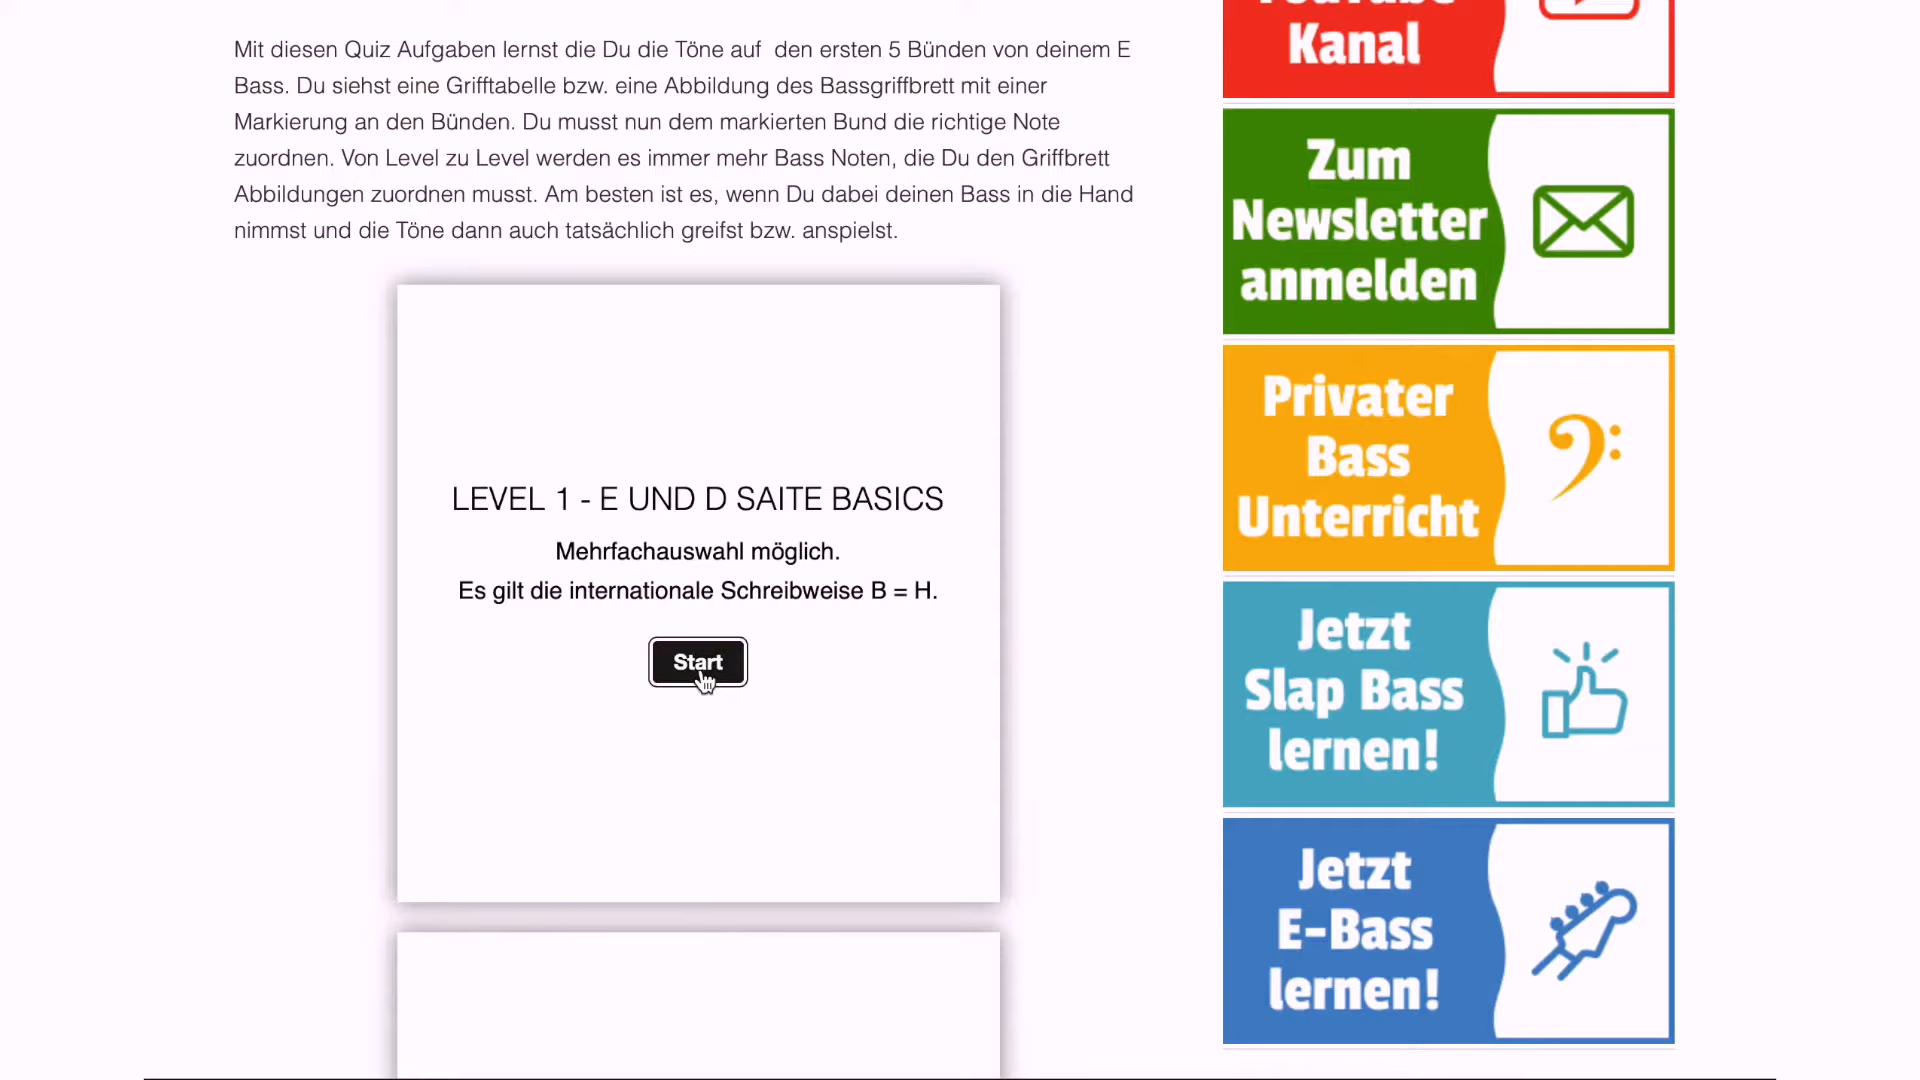 Mit diesen Quiz Aufgaben lernst die Du die Töne auf  den ersten 5 Bünden von deinem E
Bass. Du siehst eine Grifftabelle bzw. eine Abbildung des Bassgriffbrett mit einer
Markierung an den Bünden. Du musst nun dem markierten Bund die richtige Note
zuordnen. Von Level zu Level werden es immer mehr Bass Noten, die Du den Griffbrett
Abbildungen zuordnen musst. Am besten ist es, wenn Du dabei deinen Bass in die Hand
nimmst und die Töne dann auch tatsächlich greifst bzw. anspielst.
LEVEL 1 - E UND D SAITE BASICS
Mehrfachauswahl möglich.
Es gilt die internationale Schreibweise B = H.
Start
YouTube
Kanal
Zum
Newsletter
anmelden
Privater
Bass
Unterricht
Jetzt
Slap Bass
lernen!
Jetzt
E-Bass
lernen!